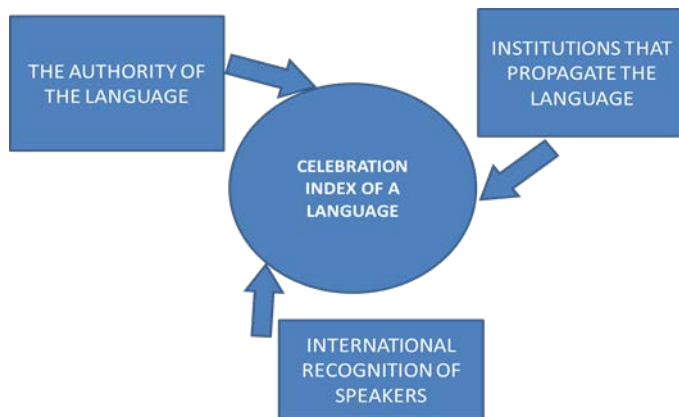 THE AUTHORITY OF
THE LANGUAGE
INSTITUTIONS THAT
PROPAGATE THE
LANGUAGE
CELEBRATION
INDEX OF A
LANGUAGE
INTERNATIONAL
RECOGNITION OF
SPEAKERS